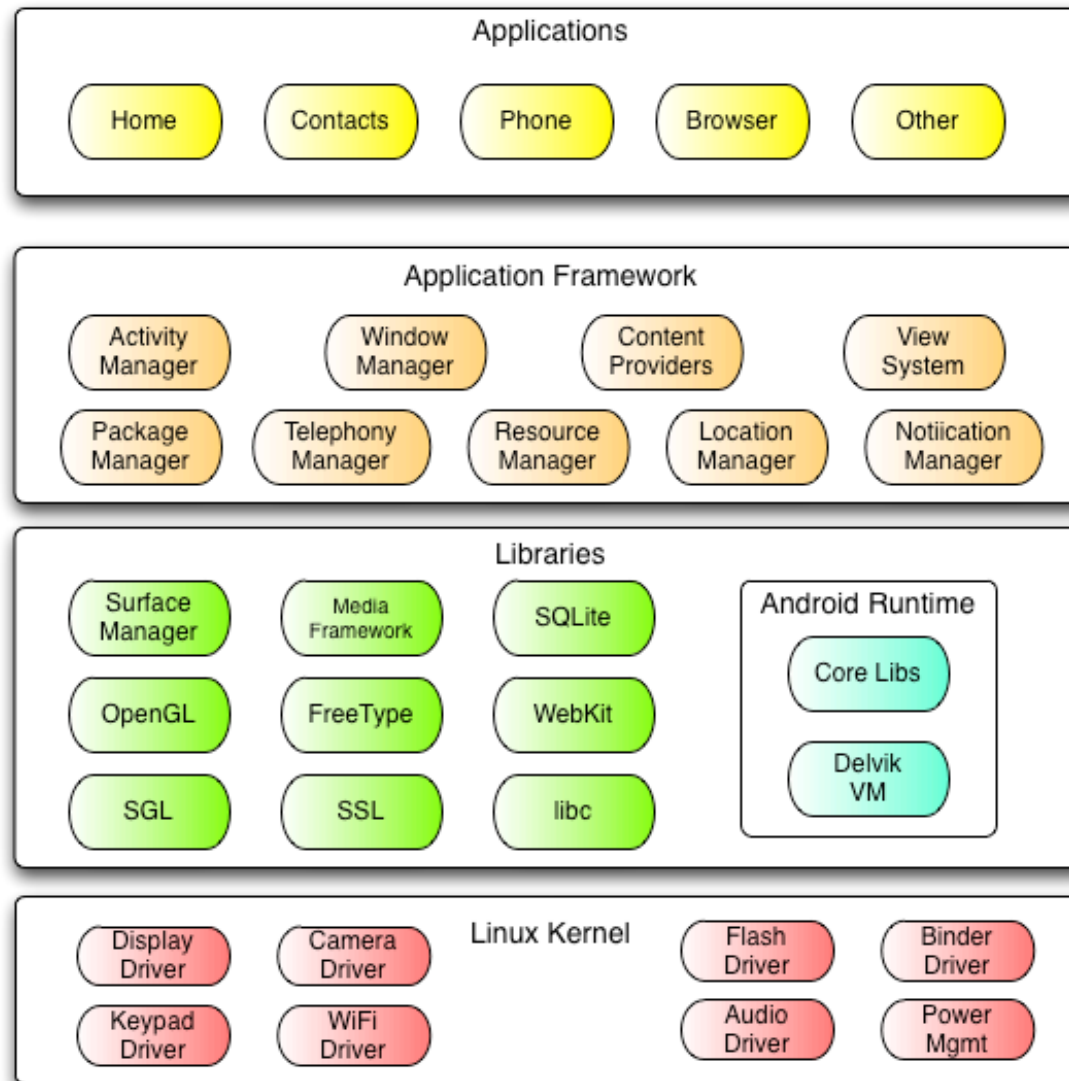 Applications
Home
Contacts
Phone
Browser
Other
Application Framework
Activity
Manager
Window
Manager
Content
Providers
View
System
Package
Manager
Telephony
Manager
Resource
Manager
Location
Manager
Notiication
Manager
Libraries
Surface
Manager
Media
Framework
SQLite
OpenGL
FreeType
WebKit
SGL
SSL
libc
Android Runtime
Core Libs
Delvik
VM
Linux Kernel
Display
Driver
Camera
Driver
Flash
Driver
Binder
Driver
Keypad
Driver
WiFi
Driver
Audio
Driver
Power
Mgmt